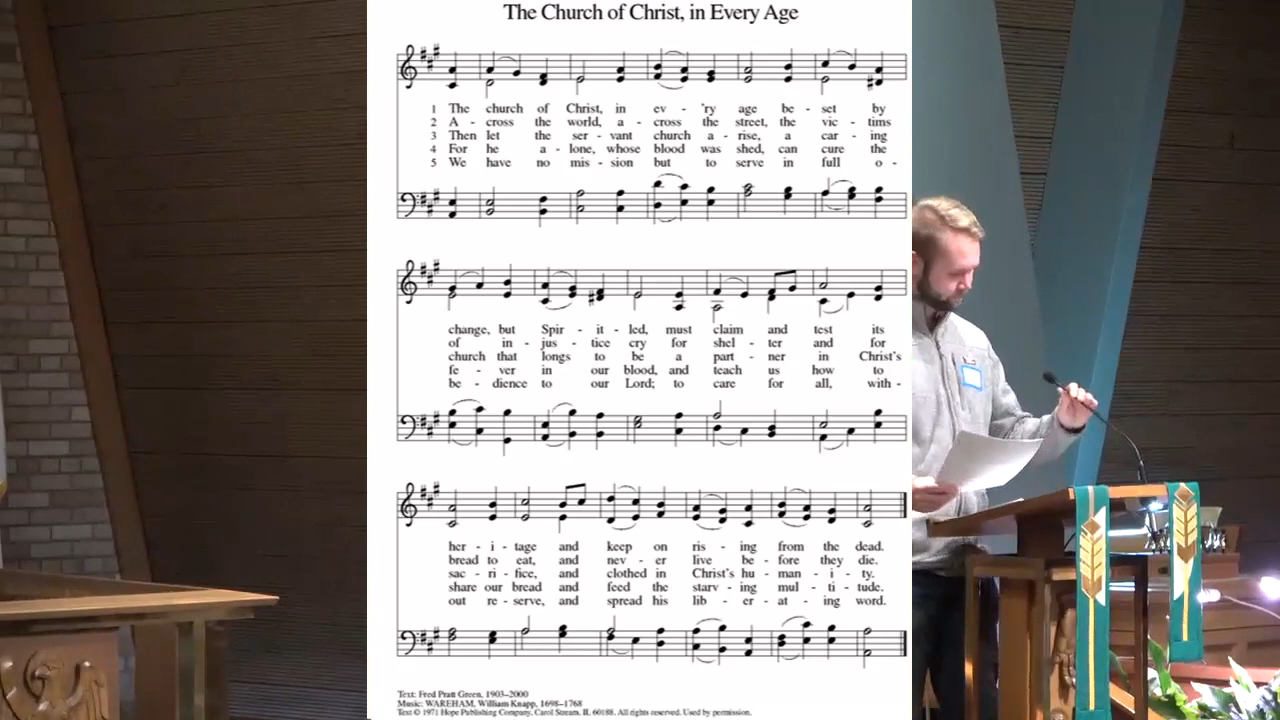 The Church of Christ, in Every Age
1 The church of Christ, in ev - 'ry age be - set by
2 A - cross the world, a - cross the street, the vic - tims
3 Then let the ser - vant church a - rise, a car - ing
4 For he a - lone, whose blood was shed, can cure the
5 We have no mis - sion but to serve in full o -
change, but Spir - it - led, must claim and test its
of in - jus - tice cry for shel - ter and for
church that longs to be a part - ner in Christ's
fe - ver in our blood, and teach us how to
be - dience to our Lord; to care for all, with -
her - i - tage and keep on ris - ing from the dead.
bread to eat, and nev - er live be - fore they die.
sac - ri - fice, and clothed in Christ's hu - man - i - ty.
share our bread and feed the starv - ing mul - ti - tude.
out re - serve, and spread his lib - er - at - ing word.
Text: Fred Pratt Green, 1903–2000
Music: WAREHAM, William Knapp, 1698–1768
Text © 1971 Hope Publishing Company, Carol Stream, IL 60188. All rights reserved. Used by permission.